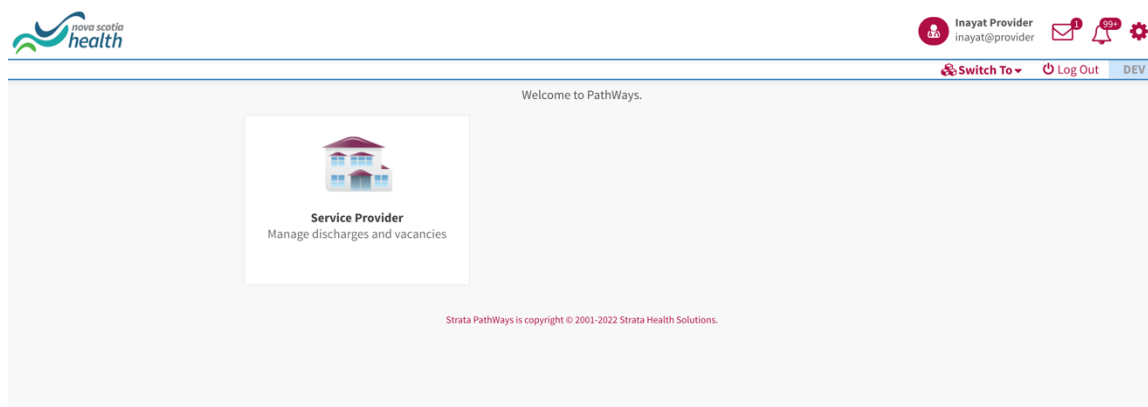 nova scotia
health
Inayat Provider
inayat@provider
1
99+
Switch To
Log Out
DEV
Welcome to PathWays.
Service Provider
Manage discharges and vacancies
Strata PathWays is copyright © 2001-2022 Strata Health Solutions.